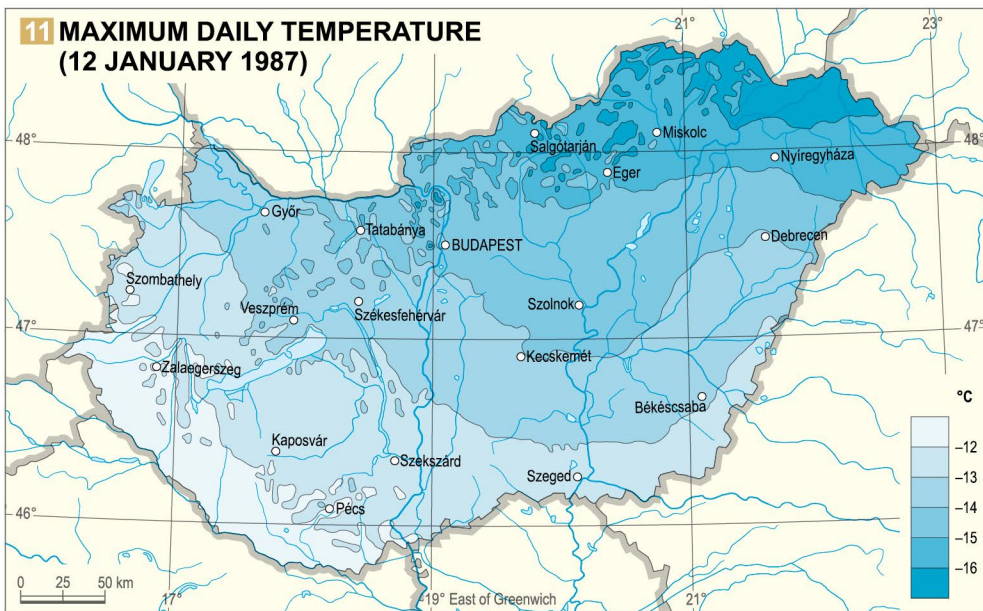 11 MAXIMUM DAILY TEMPERATURE
(12 JANUARY 1987)
21°
23°
48°
48°
Salgótarján
Miskolc
Nyíregyháza
Eger
Győr
Tatabánya
BUDAPEST
Debrecen
Szombathely
Veszprém
Székesfehérvár
Szolnok
47°
47°
Kecskemét
Zalaegerszeg
Békéscsaba
Kaposvár
Szekszárd
Szeged
Pécs
46°
°C
–12
–13
–14
–15
–16
0 25 50 km
17°
19° East of Greenwich
21°